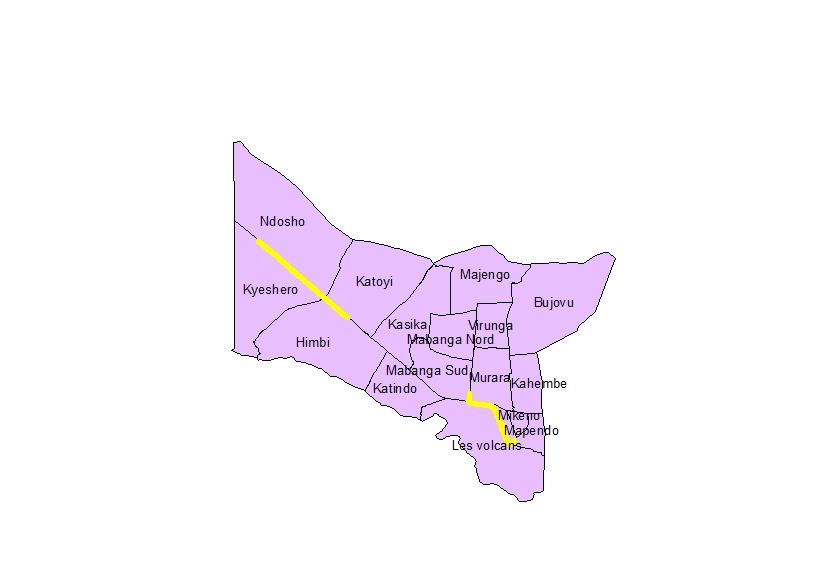 Ndosho
Majengo
Katoyi
Kyeshero
Bujovu
Kasika
Virunga
Mabanga Nord
Himbi
Mabanga Sud
Murara
Kahembe
Katindo
Mikeno
Mapendo
Les volcans